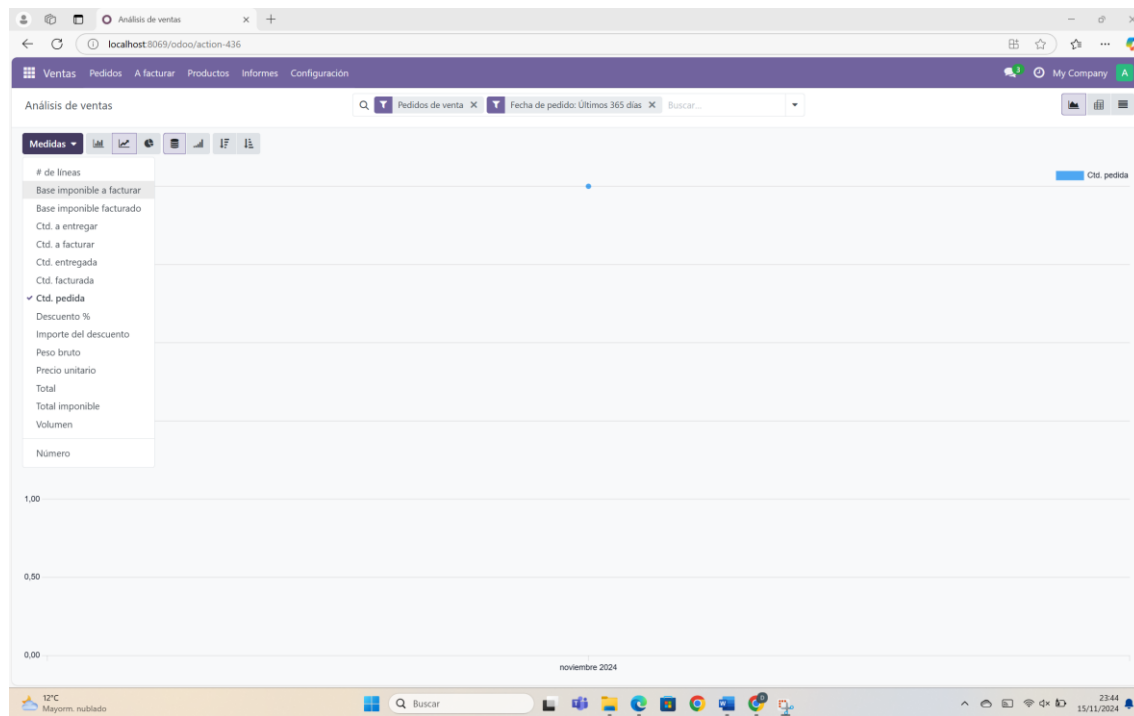 Análisis de ventas
localhost:8069/odoo/action-436
Ventas Pedidos A facturar Productos Informes Configuración
3 My Company A
Análisis de ventas
Pedidos de venta Fecha de pedido: Últimos 365 días Buscar...
Medidas
# de líneas
Base imponible a facturar
Base imponible facturado
Ctd. a entregar
Ctd. a facturar
Ctd. entregada
Ctd. facturada
Ctd. pedida
Descuento %
Importe del descuento
Peso bruto
Precio unitario
Total
Total imponible
Volumen
Número
Ctd. pedida
1,00
0,50
0,00
noviembre 2024
12°C
Mayorm. nublado
Buscar
23:44
15/11/2024